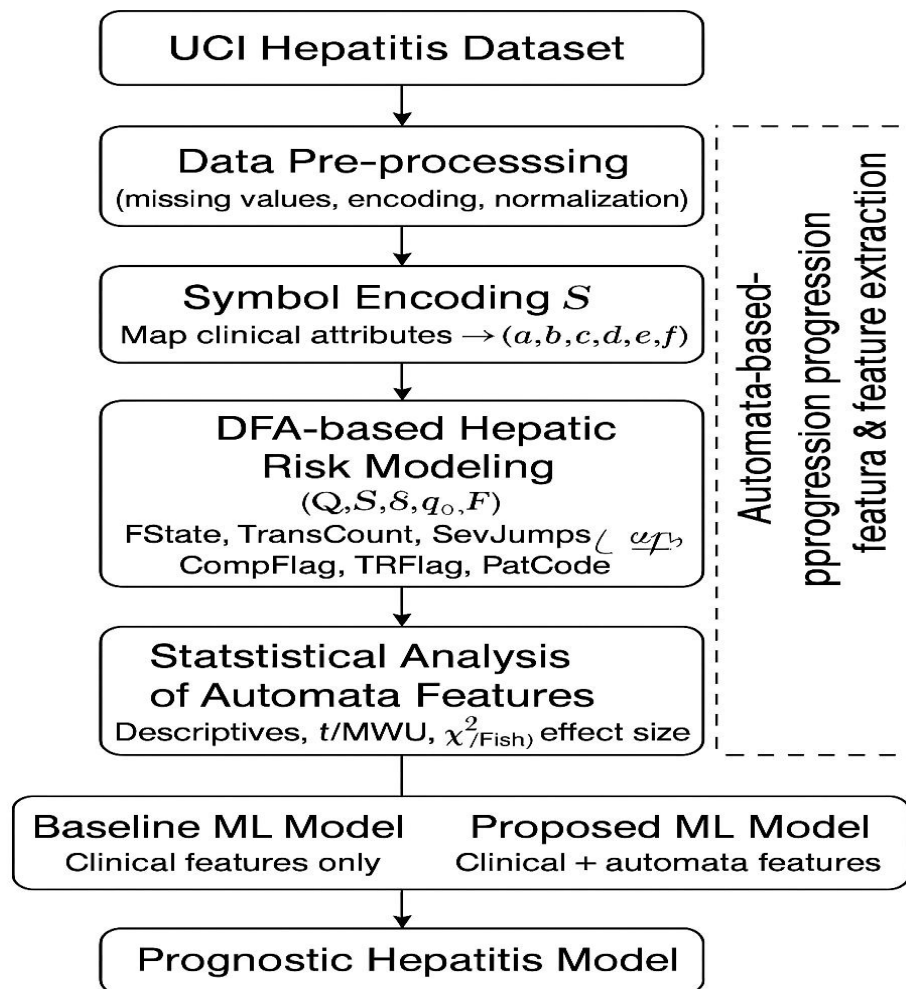 UCI Hepatitis Dataset
Data Pre-processsing
(missing values, encoding, normalization)
Symbol Encoding S
Map clinical attributes → (a,b,c,d,e,f)
DFA-based Hepatic
Risk Modeling
(Q,S,δ,q₀,F)
FState, TransCount, SevJumps
CompFlag, TRFlag, PatCode
Statstistical Analysis
of Automata Features
Descriptives, t/MWU, χ²/Fish) effect size
Baseline ML Model
Clinical features only
Proposed ML Model
Clinical + automata features
Prognostic Hepatitis Model
Automata-based-
pprogression progression
featura & feature extraction